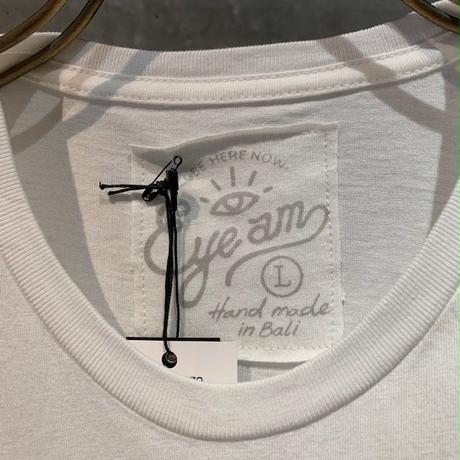 BE HERE NOW.
Eye am
L
Hand made
in Bali